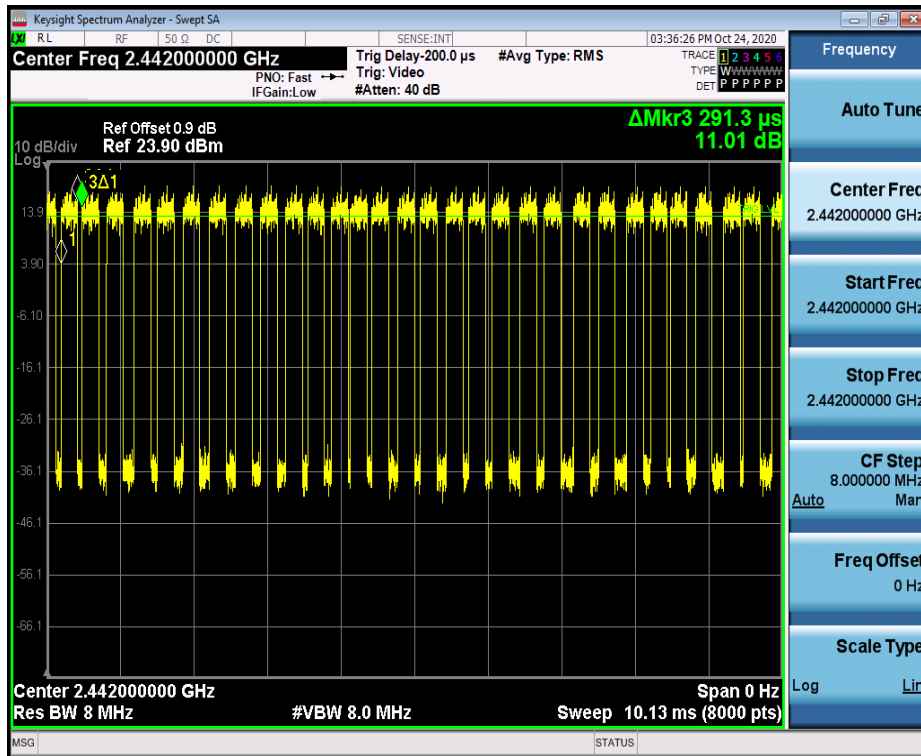 Keysight Spectrum Analyzer - Swept SA
LXI RL RF 50 Ω DC SENSE:INT 03:36:26 PM Oct 24, 2020
Center Freq 2.442000000 GHz
PNO: Fast
IFGain:Low
Trig Delay-200.0 µs
Trig: Video
#Atten: 40 dB
#Avg Type: RMS
TRACE 1 2 3 4 5 6
TYPE WWWWWW
DET P P P P P P
ΔMkr3 291.3 µs
11.01 dB
Ref Offset 0.9 dB
10 dB/div Ref 23.90 dBm
Log
3Δ1
1
13.9
3.90
-6.10
-16.1
-26.1
-36.1
-46.1
-56.1
-66.1
Center 2.442000000 GHz Span 0 Hz
Res BW 8 MHz #VBW 8.0 MHz Sweep 10.13 ms (8000 pts)
MSG STATUS
Frequency
Auto Tune
Center Freq
2.442000000 GHz
Start Freq
2.442000000 GHz
Stop Freq
2.442000000 GHz
CF Step
8.000000 MHz
Auto Man
Freq Offset
0 Hz
Scale Type
Log Lin